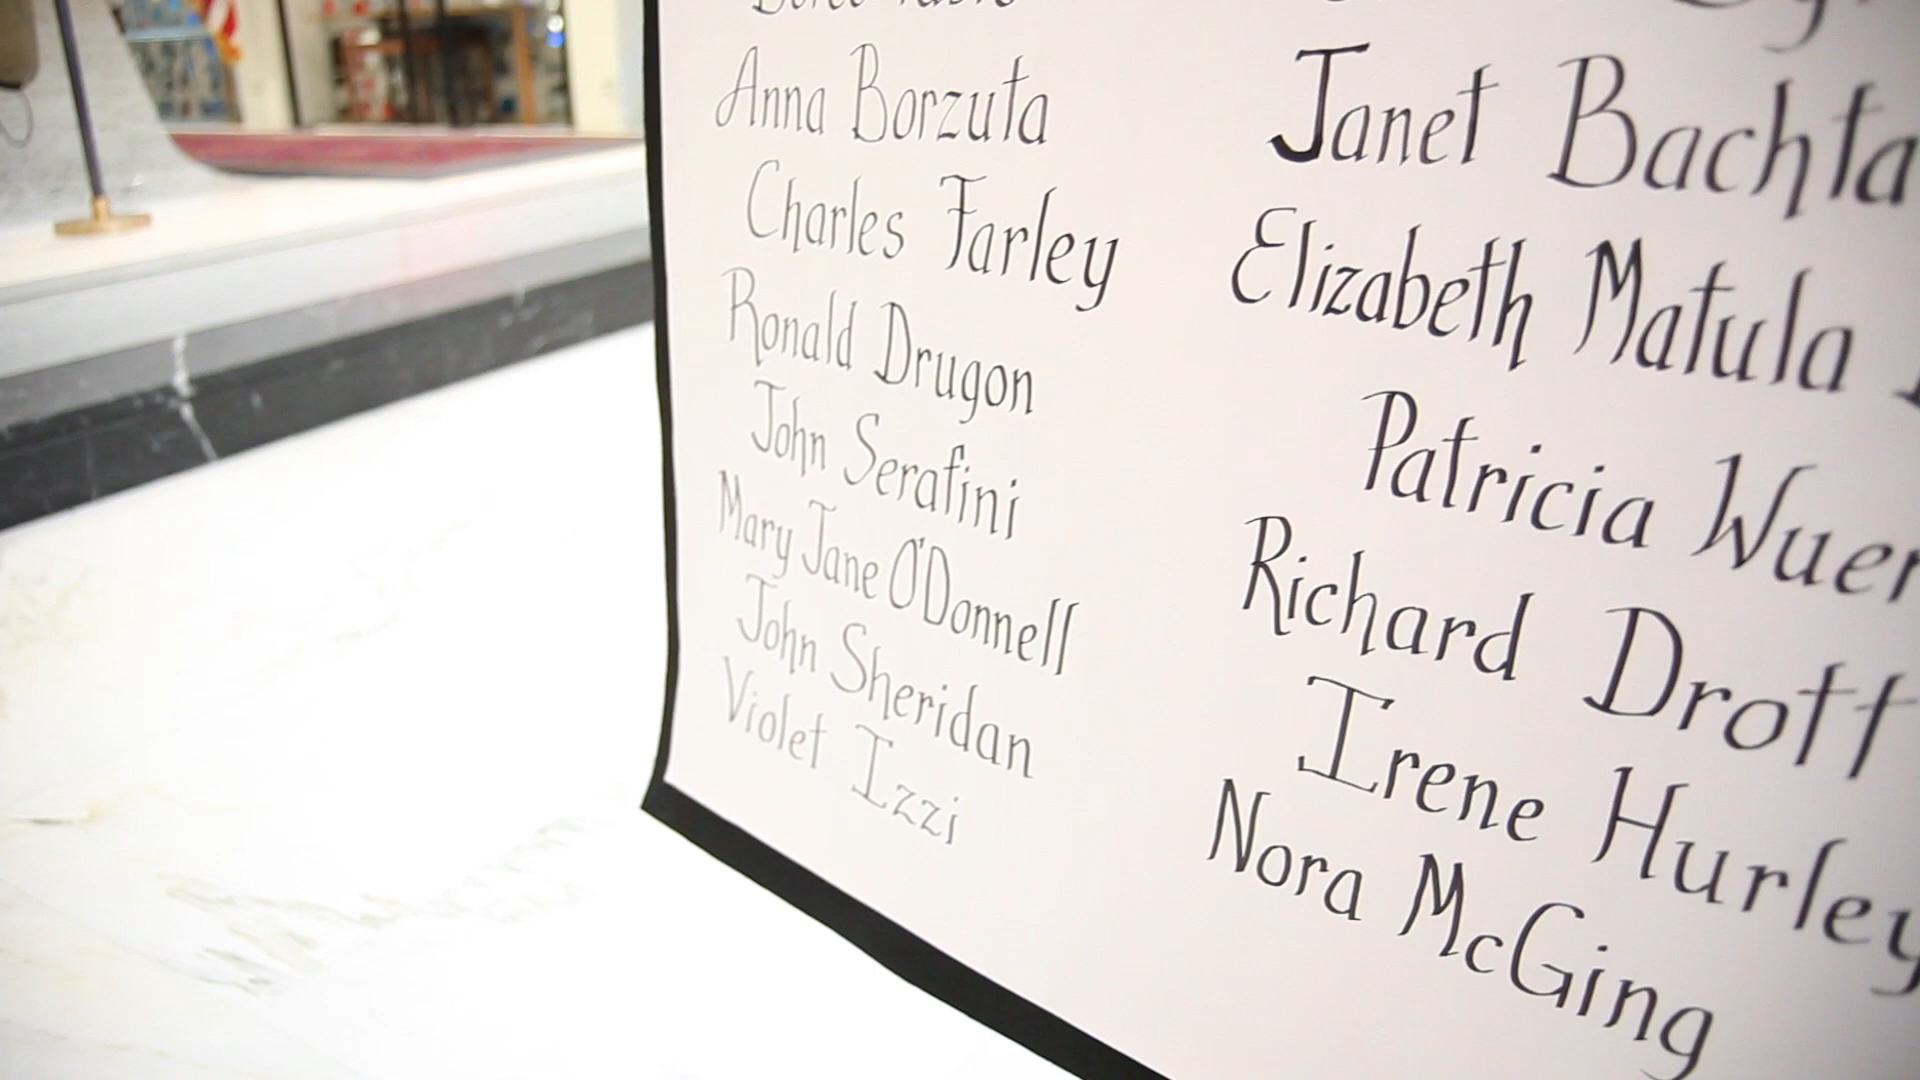 Anna Borzuta
Charles Farley
Ronald Drugon
John Serafini
Mary Jane O'Donnell
John Sheridan
Violet Izzi
Janet Bachta
Elizabeth Matula
Patricia
Richard Drott
Irene Hurley
Nora McGing